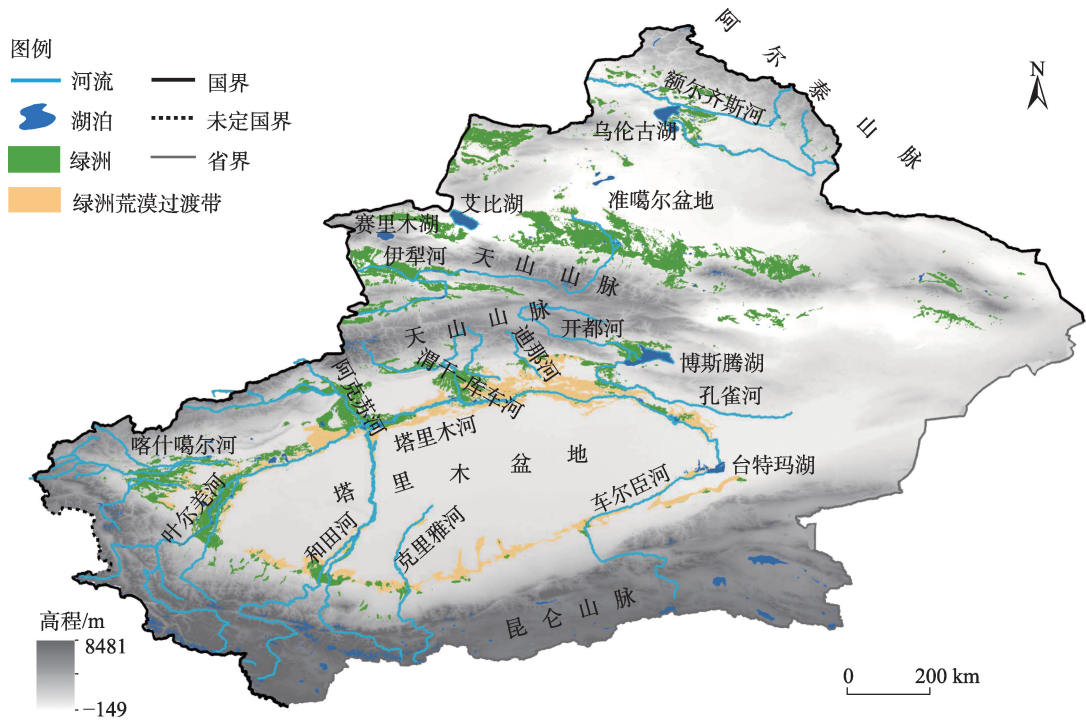 图例
河流
国界
湖泊
未定国界
绿洲
省界
绿洲荒漠过渡带
阿尔泰山脉
N
额尔齐斯河
乌伦古湖
准噶尔盆地
艾比湖
赛里木湖
伊犁河
天山山脉
天山山脉
开都河
迪那河
博斯腾湖
渭干-库车河
孔雀河
阿克苏河
塔里木河
喀什噶尔河
塔里木盆地
台特玛湖
车尔臣河
叶尔羌河
和田河
克里雅河
昆仑山脉
高程/m
8481
−149
0 200 km